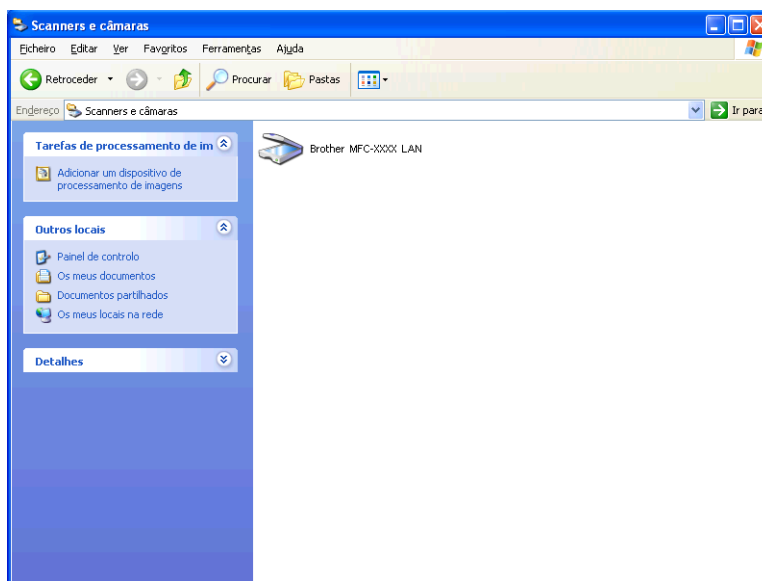 Scanners e câmaras
Ficheiro Editar Ver Favoritos Ferramentas Ajuda
Retroceder Procurar Pastas
Endereço Scanners e câmaras Ir para
Tarefas de processamento de im
Adicionar um dispositivo de
processamento de imagens
Brother MFC-XXXX LAN
Outros locais
Painel de controlo
Os meus documentos
Documentos partilhados
Os meus locais na rede
Detalhes